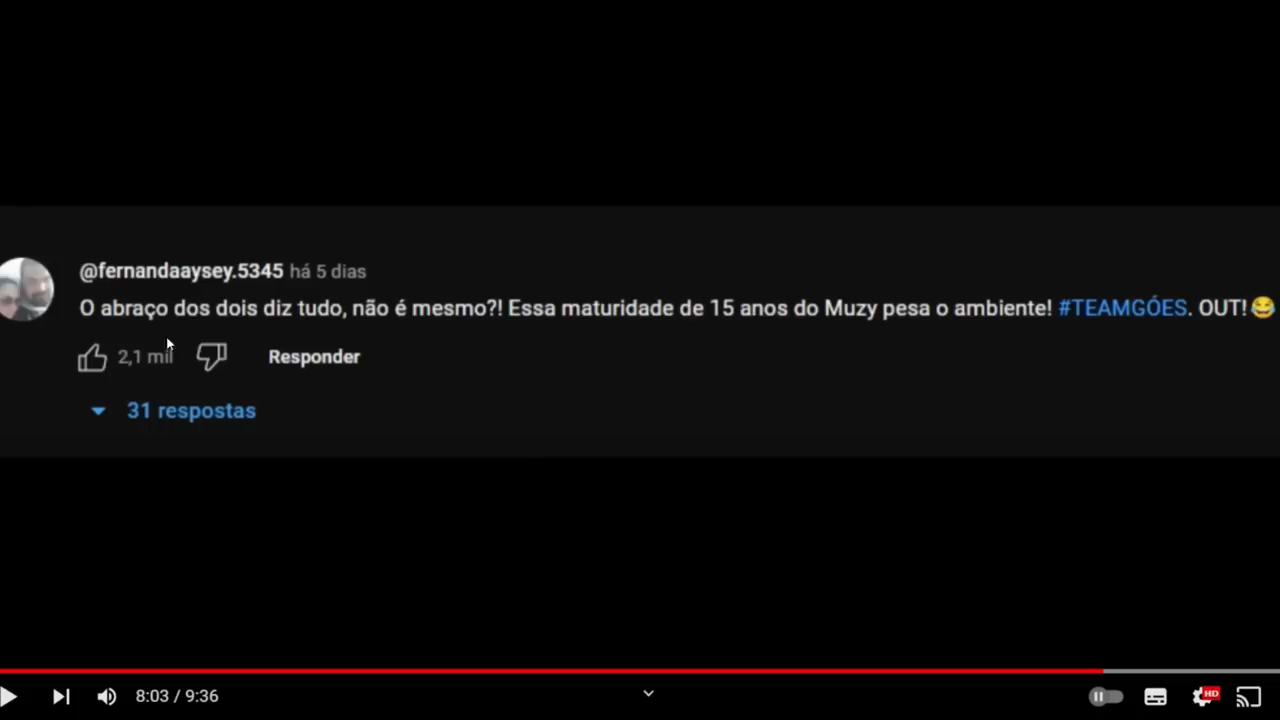 @fernandaaysey.5345 há 5 dias
O abraço dos dois diz tudo, não é mesmo?! Essa maturidade de 15 anos do Muzy pesa o ambiente! #TEAMGÓES. OUT!😂
2,1 mil Responder
31 respostas
8:03 / 9:36 HD